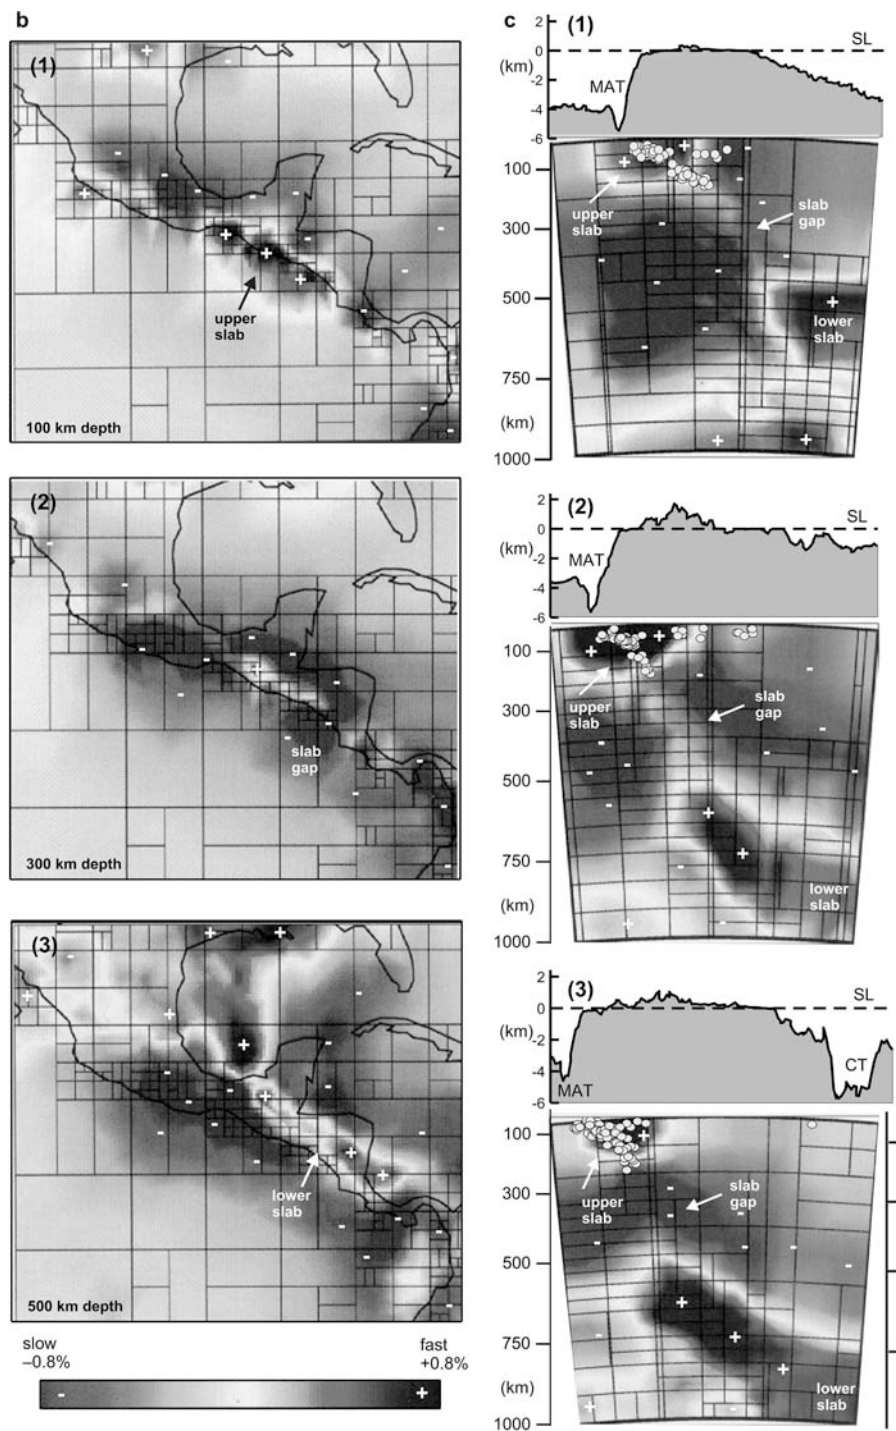 b
(1)
upper
slab
100 km depth
(2)
slab
gap
300 km depth
(3)
lower
slab
500 km depth
slow
–0.8%
fast
+0.8%
-
+
c
(1)
2
0
(km)
-2
-4
-6
MAT
SL
100
300
500
750
(km)
1000
upper
slab
slab
gap
lower
slab
(2)
2
0
(km)
-2
-4
-6
MAT
SL
100
300
500
750
(km)
1000
upper
slab
slab
gap
lower
slab
(3)
2
0
(km)
-2
-4
-6
MAT
SL
CT
100
300
500
750
(km)
1000
upper
slab
slab
gap
lower
slab